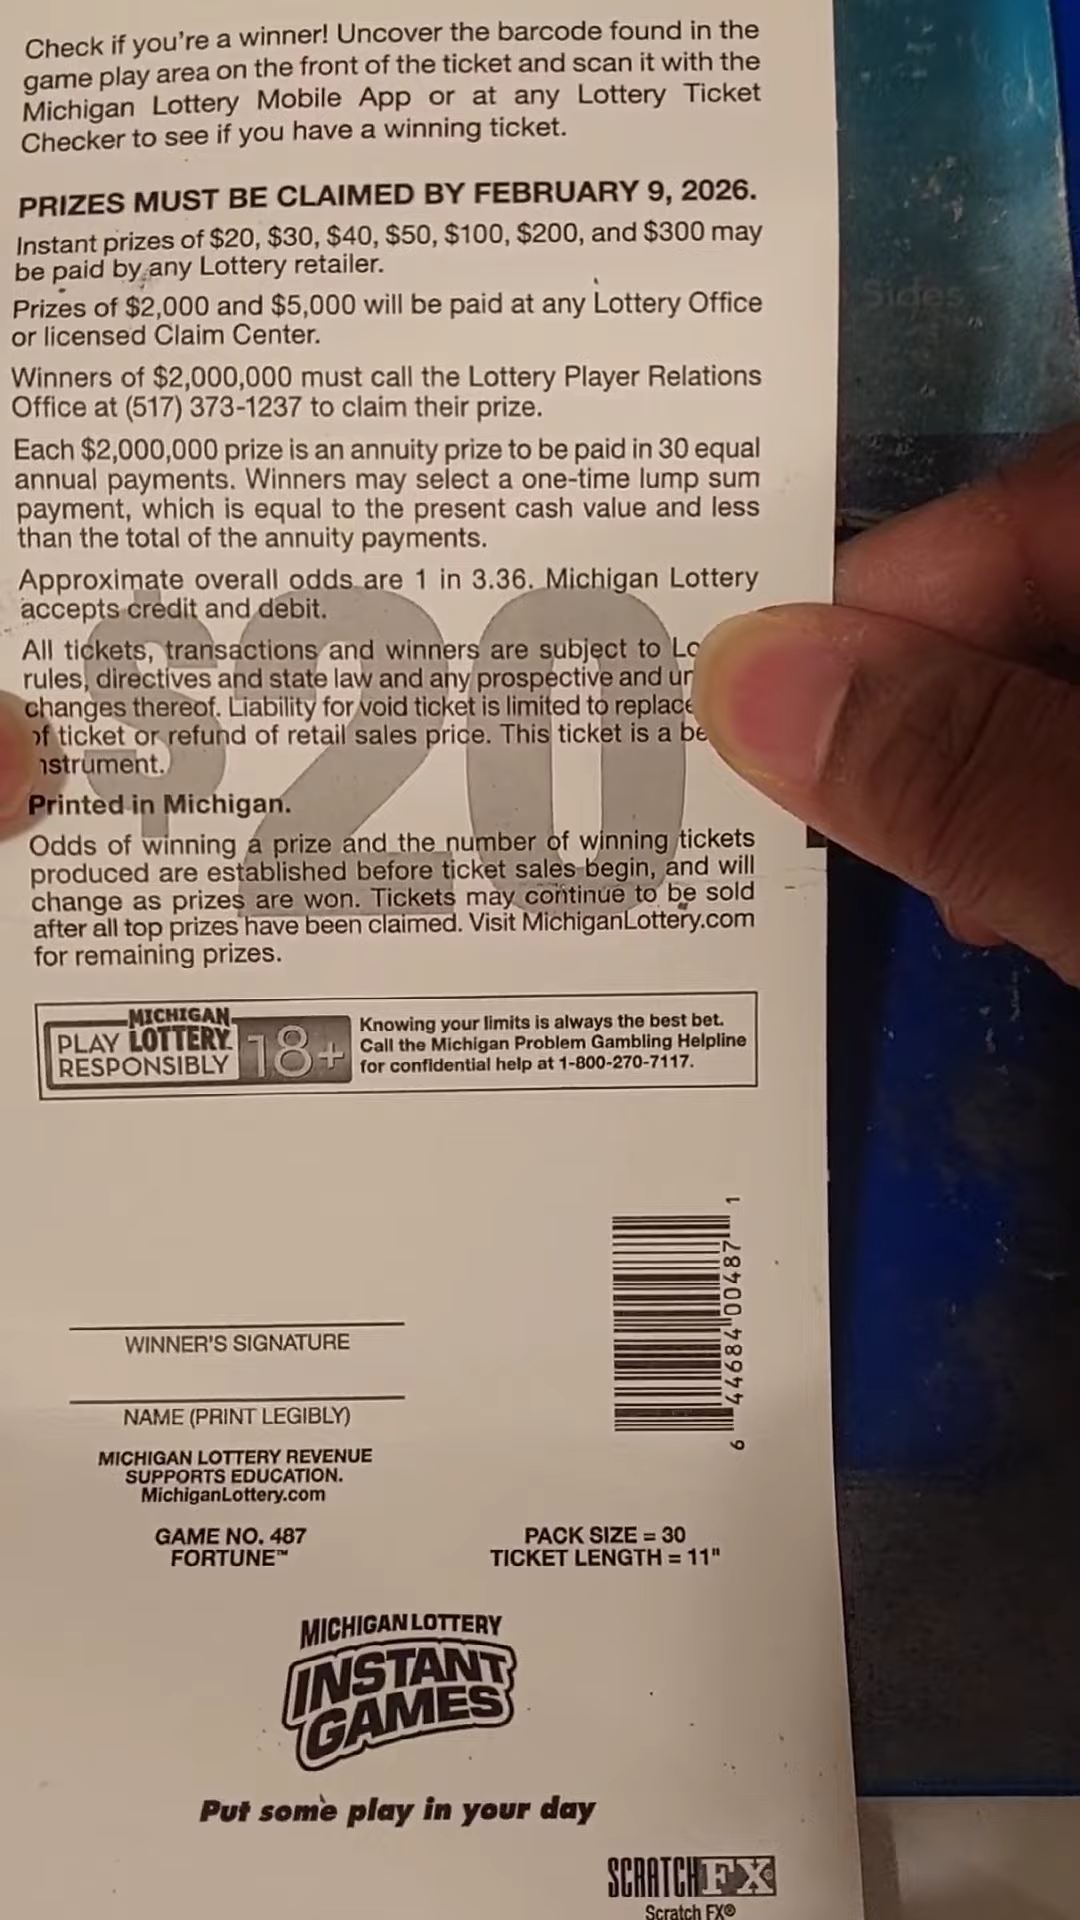 Check if you're a winner! Uncover the barcode found in the
game play area on the front of the ticket and scan it with the
Michigan Lottery Mobile App or at any Lottery Ticket
Checker to see if you have a winning ticket.
PRIZES MUST BE CLAIMED BY FEBRUARY 9, 2026.
Instant prizes of $20, $30, $40, $50, $100, $200, and $300 may
be paid by any Lottery retailer.
Prizes of $2,000 and $5,000 will be paid at any Lottery Office
or licensed Claim Center.
Winners of $2,000,000 must call the Lottery Player Relations
Office at (517) 373-1237 to claim their prize.
Each $2,000,000 prize is an annuity prize to be paid in 30 equal
annual payments. Winners may select a one-time lump sum
payment, which is equal to the present cash value and less
than the total of the annuity payments.
Approximate overall odds are 1 in 3.36. Michigan Lottery
accepts credit and debit.
$20
All tickets, transactions and winners are subject to Lo
rules, directives and state law and any prospective and un
changes thereof. Liability for void ticket is limited to replace
of ticket or refund of retail sales price. This ticket is a be
nstrument.
Printed in Michigan.
Odds of winning a prize and the number of winning tickets
produced are established before ticket sales begin, and will
change as prizes are won. Tickets may continue to be sold
after all top prizes have been claimed. Visit MichiganLottery.com
for remaining prizes.
MICHIGAN
PLAY LOTTERY
RESPONSIBLY
18+
Knowing your limits is always the best bet.
Call the Michigan Problem Gambling Helpline
for confidential help at 1-800-270-7117.
6 44684 00487 1
WINNER'S SIGNATURE
NAME (PRINT LEGIBLY)
MICHIGAN LOTTERY REVENUE
SUPPORTS EDUCATION.
MichiganLottery.com
GAME NO. 487
FORTUNE™
PACK SIZE = 30
TICKET LENGTH = 11"
MICHIGAN LOTTERY
INSTANT
GAMES
Put some play in your day
SCRATCH FX
Scratch FX®
Sides